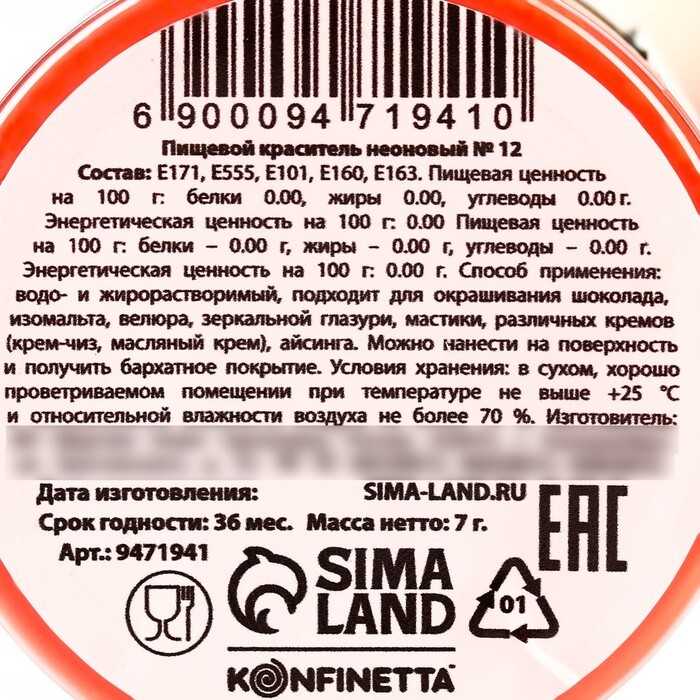 6 900094 719410
Пищевой краситель неоновый № 12
Состав: E171, E555, E101, E160, E163. Пищевая ценность
на 100 г: белки 0.00, жиры 0.00, углеводы 0.00 г.
Энергетическая ценность на 100 г: 0.00 Пищевая ценность
на 100 г: белки – 0.00 г, жиры – 0.00 г, углеводы – 0.00 г.
Энергетическая ценность на 100 г: 0.00 г. Способ применения:
водо- и жирорастворимый, подходит для окрашивания шоколада,
изомальта, велюра, зеркальной глазури, мастики, различных кремов
(крем-чиз, масляный крем), айсинга. Можно нанести на поверхность
и получить бархатное покрытие. Условия хранения: в сухом, хорошо
проветриваемом помещении при температуре не выше +25 °С
и относительной влажности воздуха не более 70 %. Изготовитель:
Дата изготовления: SIMA-LAND.RU
Срок годности: 36 мес. Масса нетто: 7 г.
Арт.: 9471941
EAC
SIMA
LAND
01
KONFINETTA